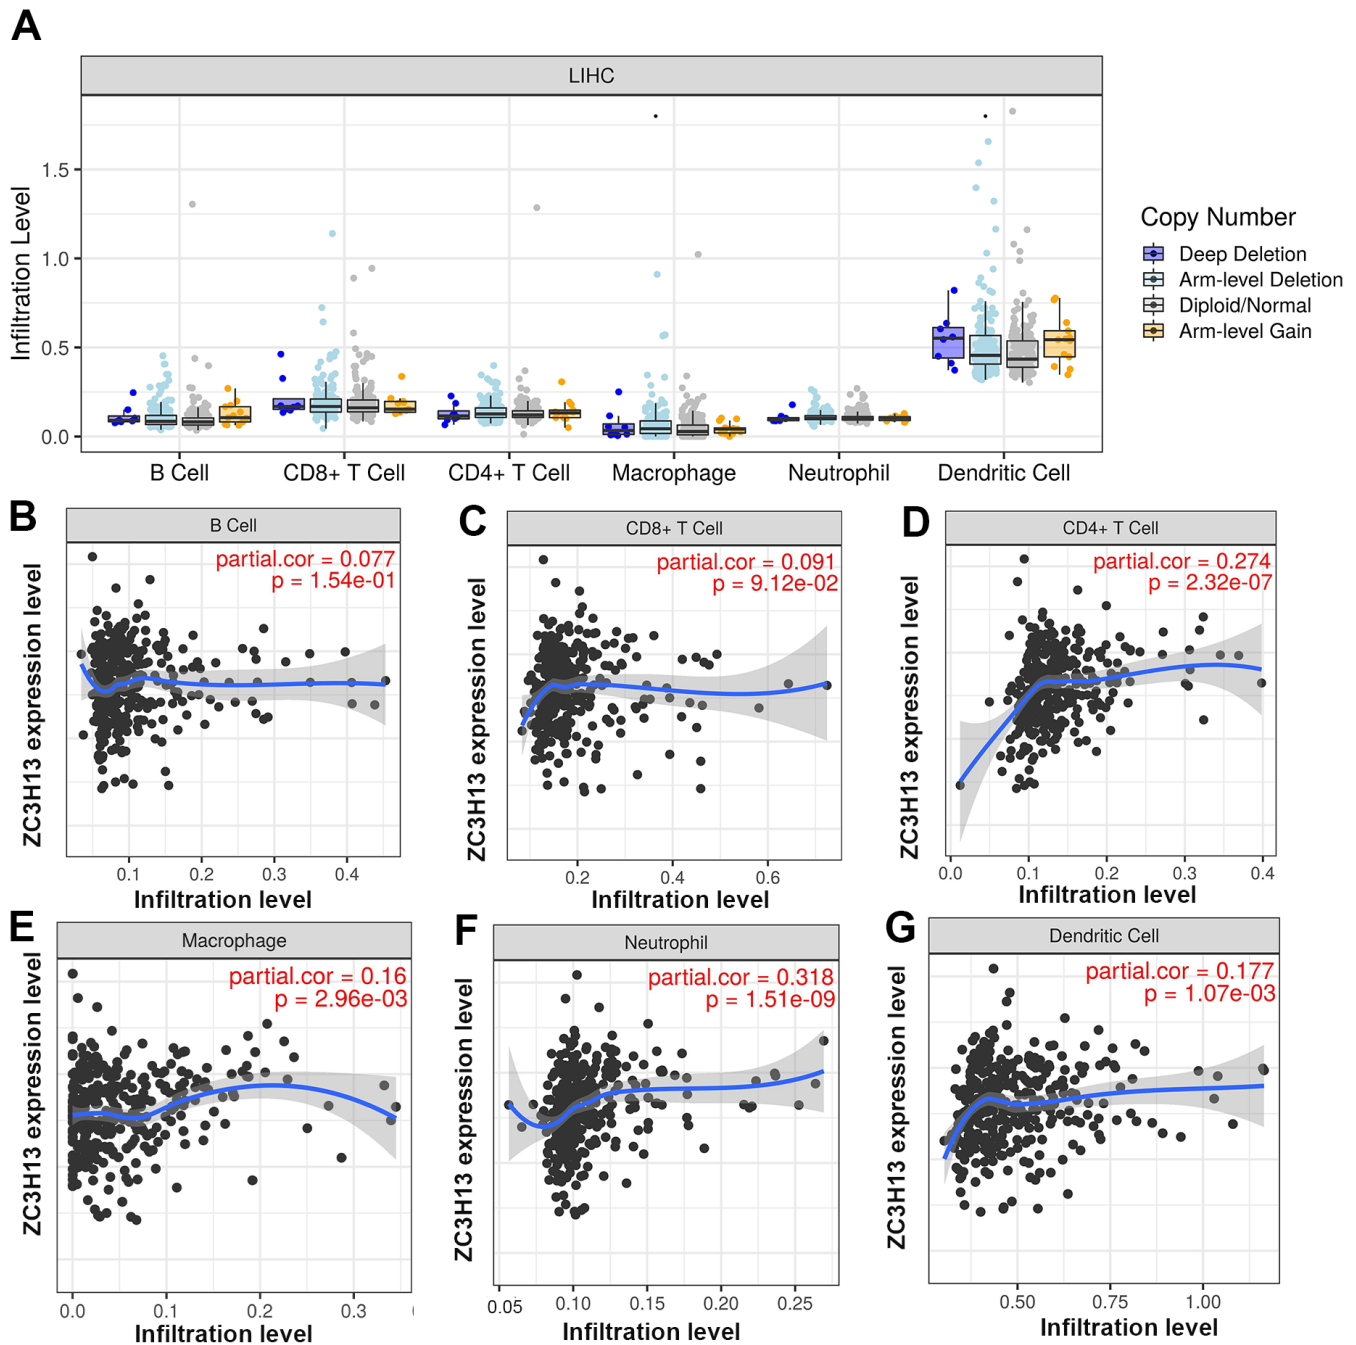 A
LIHC
Infiltration Level
1.5
1.0
0.5
0.0
B Cell CD8+ T Cell CD4+ T Cell Macrophage Neutrophil Dendritic Cell
Copy Number
Deep Deletion
Arm-level Deletion
Diploid/Normal
Arm-level Gain
B
B Cell
partial.cor = 0.077
p = 1.54e-01
ZC3H13 expression level
0.1 0.2 0.3 0.4
Infiltration level
C
CD8+ T Cell
partial.cor = 0.091
p = 9.12e-02
ZC3H13 expression level
0.2 0.4 0.6
Infiltration level
D
CD4+ T Cell
partial.cor = 0.274
p = 2.32e-07
ZC3H13 expression level
0.0 0.1 0.2 0.3 0.4
Infiltration level
E
Macrophage
partial.cor = 0.16
p = 2.96e-03
ZC3H13 expression level
0.0 0.1 0.2 0.3
Infiltration level
F
Neutrophil
partial.cor = 0.318
p = 1.51e-09
ZC3H13 expression level
0.05 0.10 0.15 0.20 0.25
Infiltration level
G
Dendritic Cell
partial.cor = 0.177
p = 1.07e-03
ZC3H13 expression level
0.50 0.75 1.00
Infiltration level